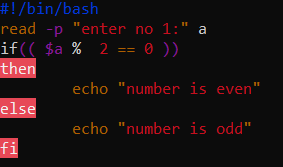 #!/bin/bash
read -p "enter no 1:" a
if(( $a %  2 == 0 ))
then
        echo "number is even"
else
        echo "number is odd"
fi